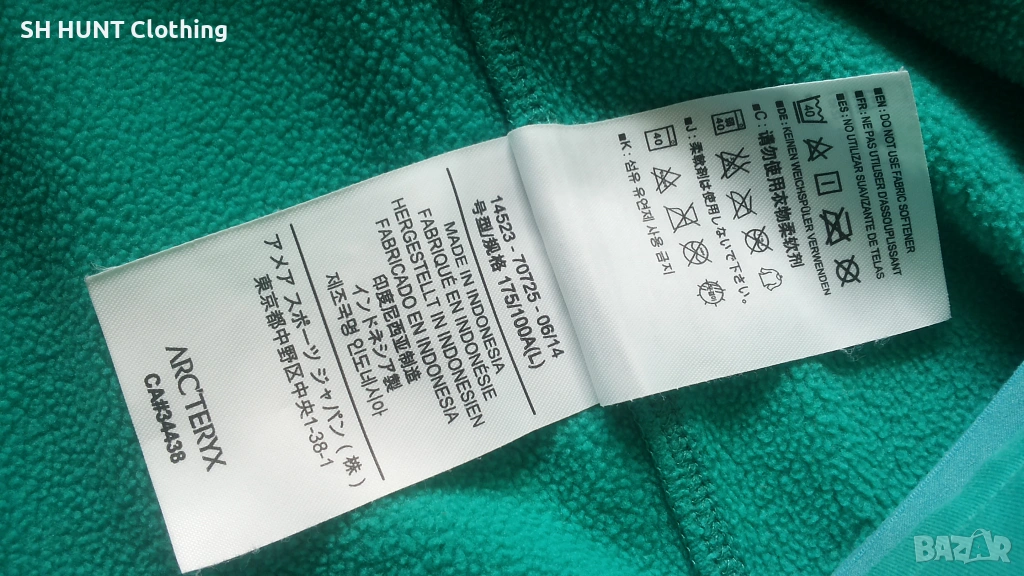 SH HUNT Clothing
■EN: DO NOT USE FABRIC SOFTENER
■FR: NE PAS UTILISER D'ASSOUPLISSANT
■ES: NO UTILIZAR SUAVIZANTE DE TELAS
40
■DE: KEINEN WEICHSPÜLER VERWENDEN
■C: 请勿使用衣物柔软剂
40
■J: 柔軟剤は使用しないで下さい。
40
■K: 섬유 유연제 사용 금지
14523 - 70725 - 06/14
号型/规格 175/100A(L)
MADE IN INDONESIA
FABRIQUÉ EN INDONÉSIE
HERGESTELLT IN INDONESIEN
FABRICADO EN INDONESIA
印度尼西亚制造
インドネシア製
제조국명 인도네시아
アメア スポーツ ジャパン (株)
東京都中野区中央1-38-1
ARC'TERYX
CA#34438
BAZAR